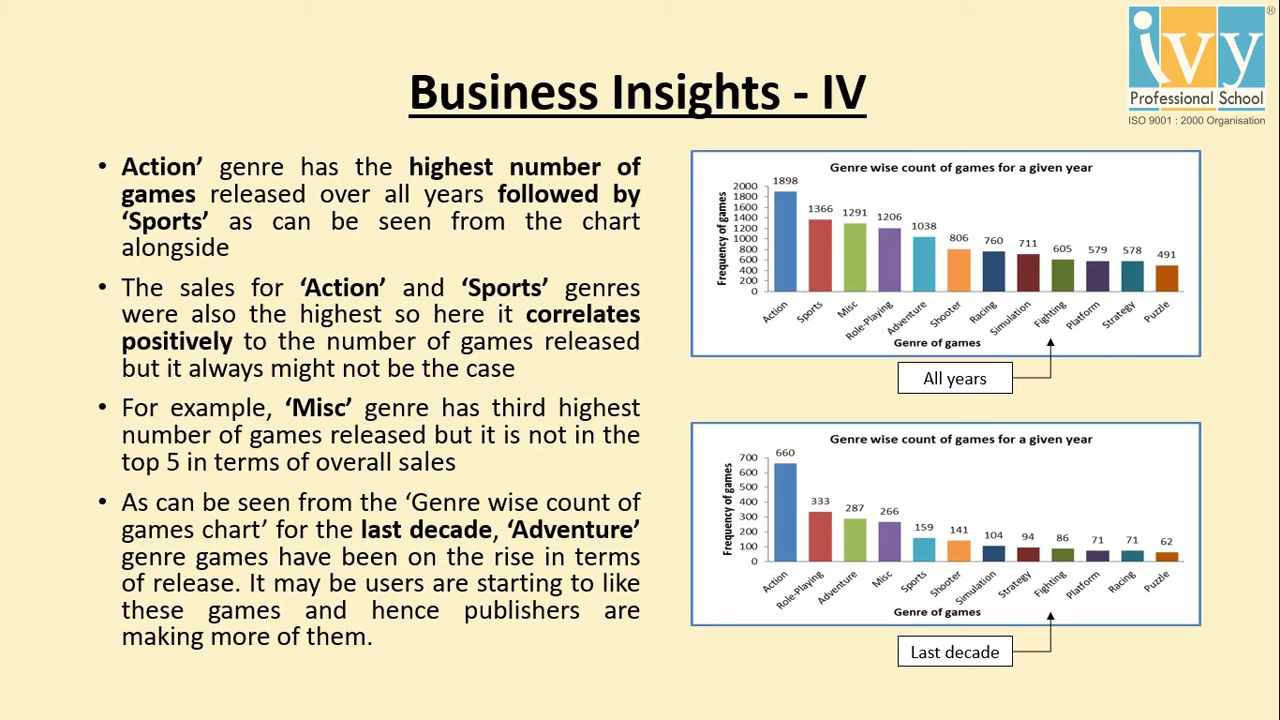 ivy
®
Professional School
ISO 9001 : 2000 Organisation
Business Insights - IV
• Action’ genre has the highest number of
games released over all years followed by
‘Sports’ as can be seen from the chart
alongside
• The sales for ‘Action’ and ‘Sports’ genres
were also the highest so here it correlates
positively to the number of games released
but it always might not be the case
• For example, ‘Misc’ genre has third highest
number of games released but it is not in the
top 5 in terms of overall sales
• As can be seen from the ‘Genre wise count of
games chart’ for the last decade, ‘Adventure’
genre games have been on the rise in terms
of release. It may be users are starting to like
these games and hence publishers are
making more of them.
Genre wise count of games for a given year
Frequency of games
2000
1800
1600
1400
1200
1000
800
600
400
200
0
1898
1366
1291
1206
1038
806
760
711
605
579
578
491
Action
Sports
Misc
Role-Playing
Adventure
Shooter
Racing
Simulation
Fighting
Platform
Strategy
Puzzle
Genre of games
All years
Genre wise count of games for a given year
Frequency of games
700
600
500
400
300
200
100
0
660
333
287
266
159
141
104
94
86
71
71
62
Action
Role-Playing
Adventure
Misc
Sports
Shooter
Simulation
Strategy
Fighting
Platform
Racing
Puzzle
Genre of games
Last decade